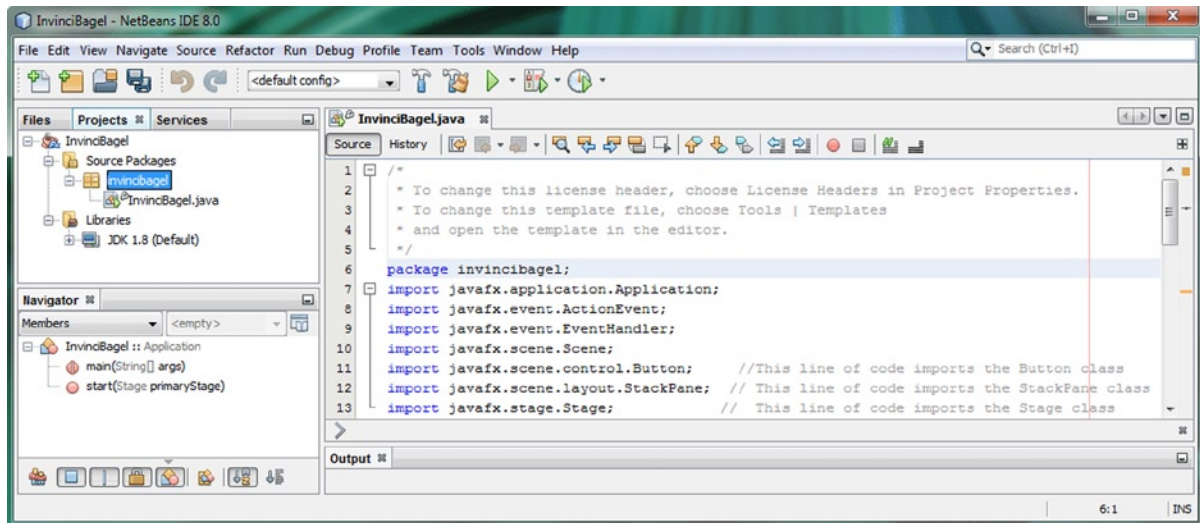 InvinciBagel - NetBeans IDE 8.0
File Edit View Navigate Source Refactor Run Debug Profile Team Tools Window Help
Search (Ctrl+I)
<default config>
Files Projects Services
InvinciBagel
Source Packages
invincibagel
InvinciBagel.java
Libraries
JDK 1.8 (Default)
Navigator
Members <empty>
InvinciBagel :: Application
main(String[] args)
start(Stage primaryStage)
InvinciBagel.java
Source History
1 /*
2 * To change this license header, choose License Headers in Project Properties.
3 * To change this template file, choose Tools | Templates
4 * and open the template in the editor.
5 */
6 package invincibagel;
7 import javafx.application.Application;
8 import javafx.event.ActionEvent;
9 import javafx.event.EventHandler;
10 import javafx.scene.Scene;
11 import javafx.scene.control.Button; //This line of code imports the Button class
12 import javafx.scene.layout.StackPane; // This line of code imports the StackPane class
13 import javafx.stage.Stage; // This line of code imports the Stage class
Output
6:1 INS